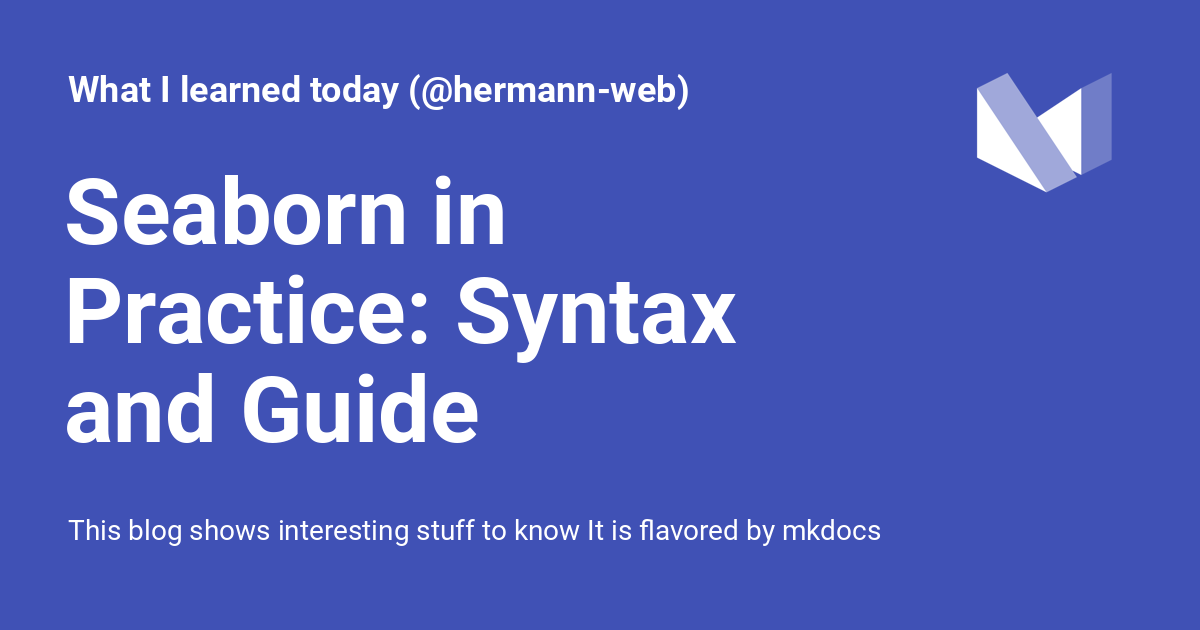 What I learned today (@hermann-web)
Seaborn in
Practice: Syntax
and Guide
This blog shows interesting stuff to know It is flavored by mkdocs